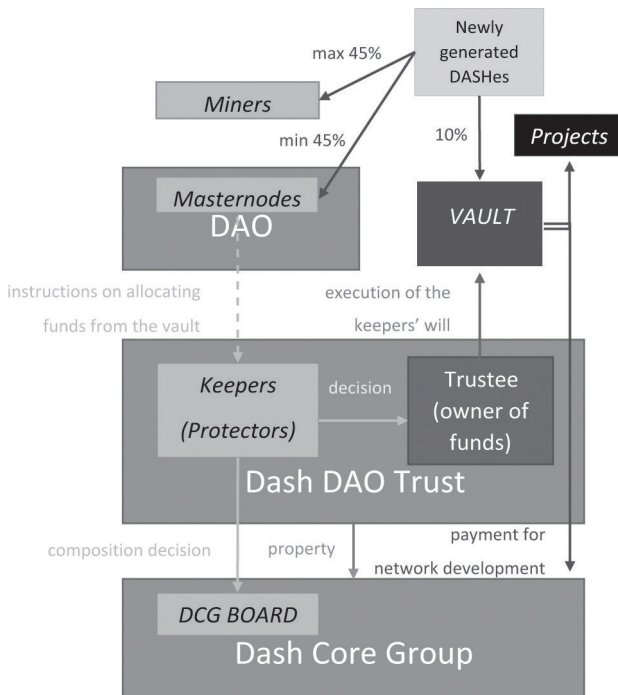 Newly
generated
DASHes
max 45%
Miners
min 45%
10%
Projects
Masternodes
DAO
VAULT
instructions on allocating
funds from the vault
execution of the
keepers’ will
Keepers
(Protectors)
decision
Trustee
(owner of
funds)
Dash DAO Trust
composition decision
property
payment for
network development
DCG BOARD
Dash Core Group